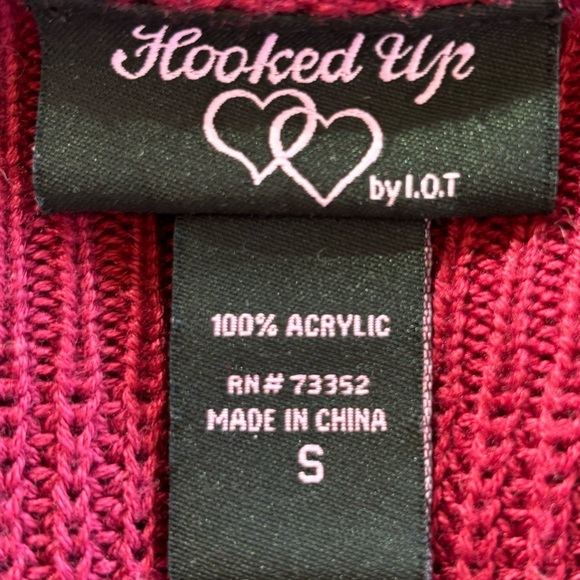 Hooked Up
by I.O.T
100% ACRYLIC
RN# 73352
MADE IN CHINA
S